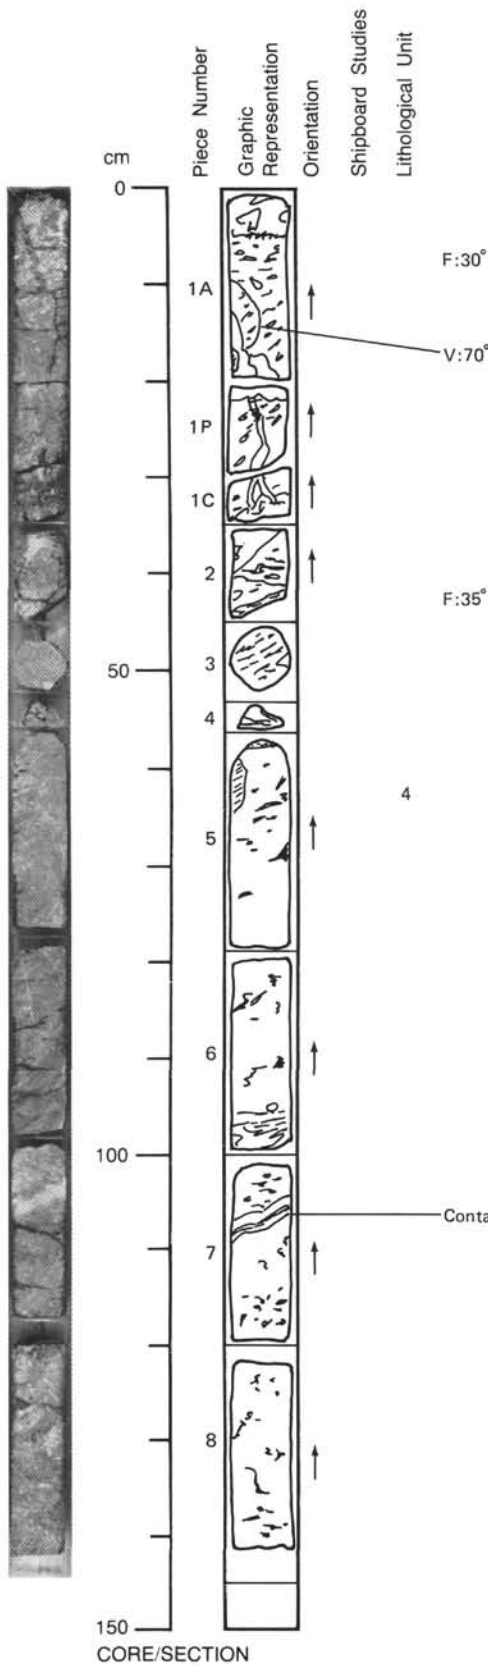 Piece Number
Graphic Representation
Orientation
Shipboard Studies
Lithological Unit
cm
0
F:30°
1A
V:70°
1P
1C
2
F:35°
50
3
4
4
5
6
100
Conta
7
8
150
CORE/SECTION